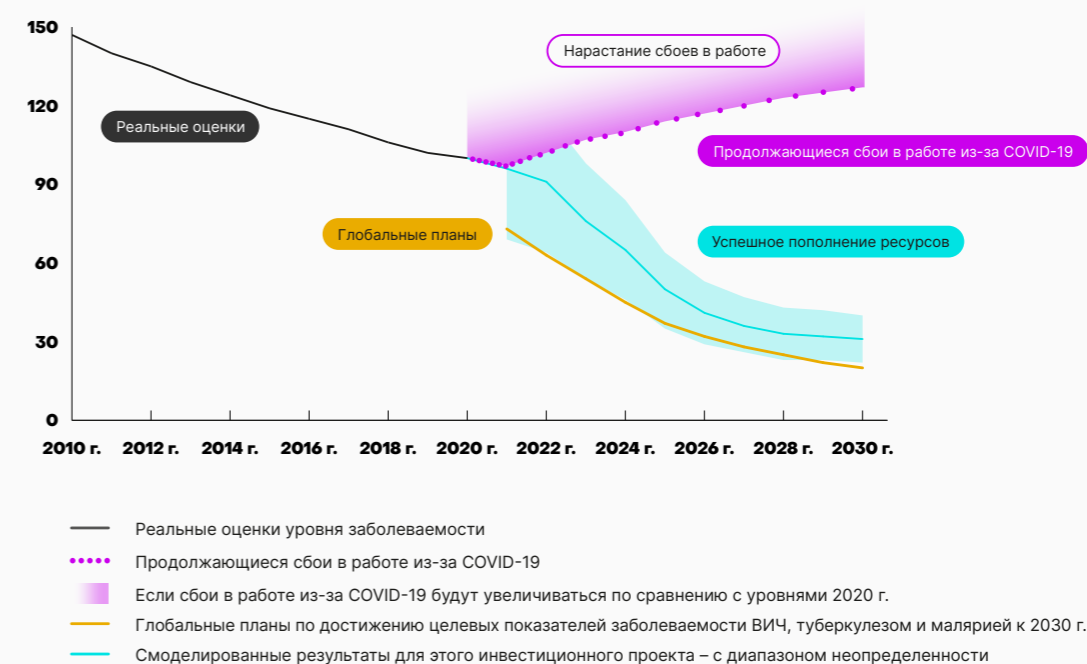 150
Нарастание сбоев в работе
120
Реальные оценки
Продолжающиеся сбои в работе из-за COVID-19
90
Глобальные планы
Успешное пополнение ресурсов
60
30
0
2010 г. 2012 г. 2014 г. 2016 г. 2018 г. 2020 г. 2022 г. 2024 г. 2026 г. 2028 г. 2030 г.
Реальные оценки уровня заболеваемости
Продолжающиеся сбои в работе из-за COVID-19
Если сбои в работе из-за COVID-19 будут увеличиваться по сравнению с уровнями 2020 г.
Глобальные планы по достижению целевых показателей заболеваемости ВИЧ, туберкулезом и малярией к 2030 г.
Смоделированные результаты для этого инвестиционного проекта – с диапазоном неопределенности